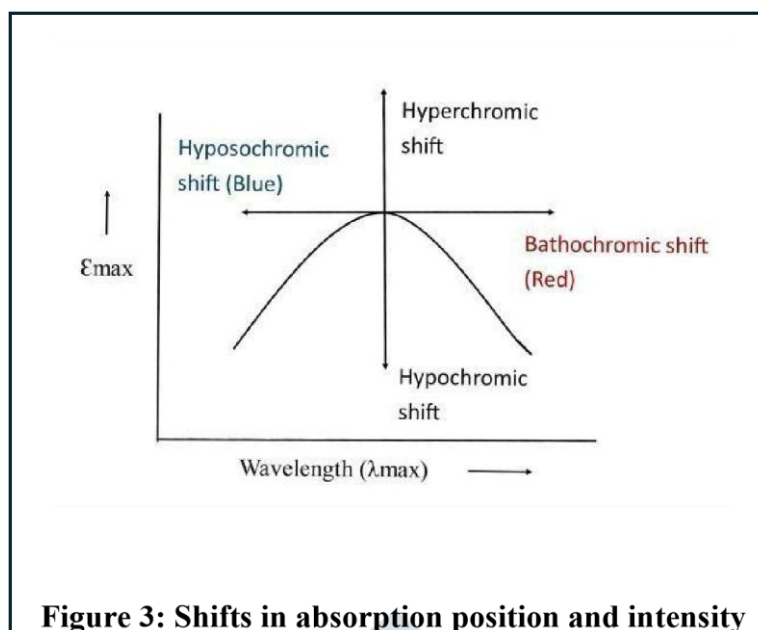 Hyperchromic
shift
Hyposochromic
shift (Blue)
Bathochromic shift
(Red)
Ɛmax
Hypochromic
shift
Wavelength (λmax)
Figure 3: Shifts in absorption position and intensity